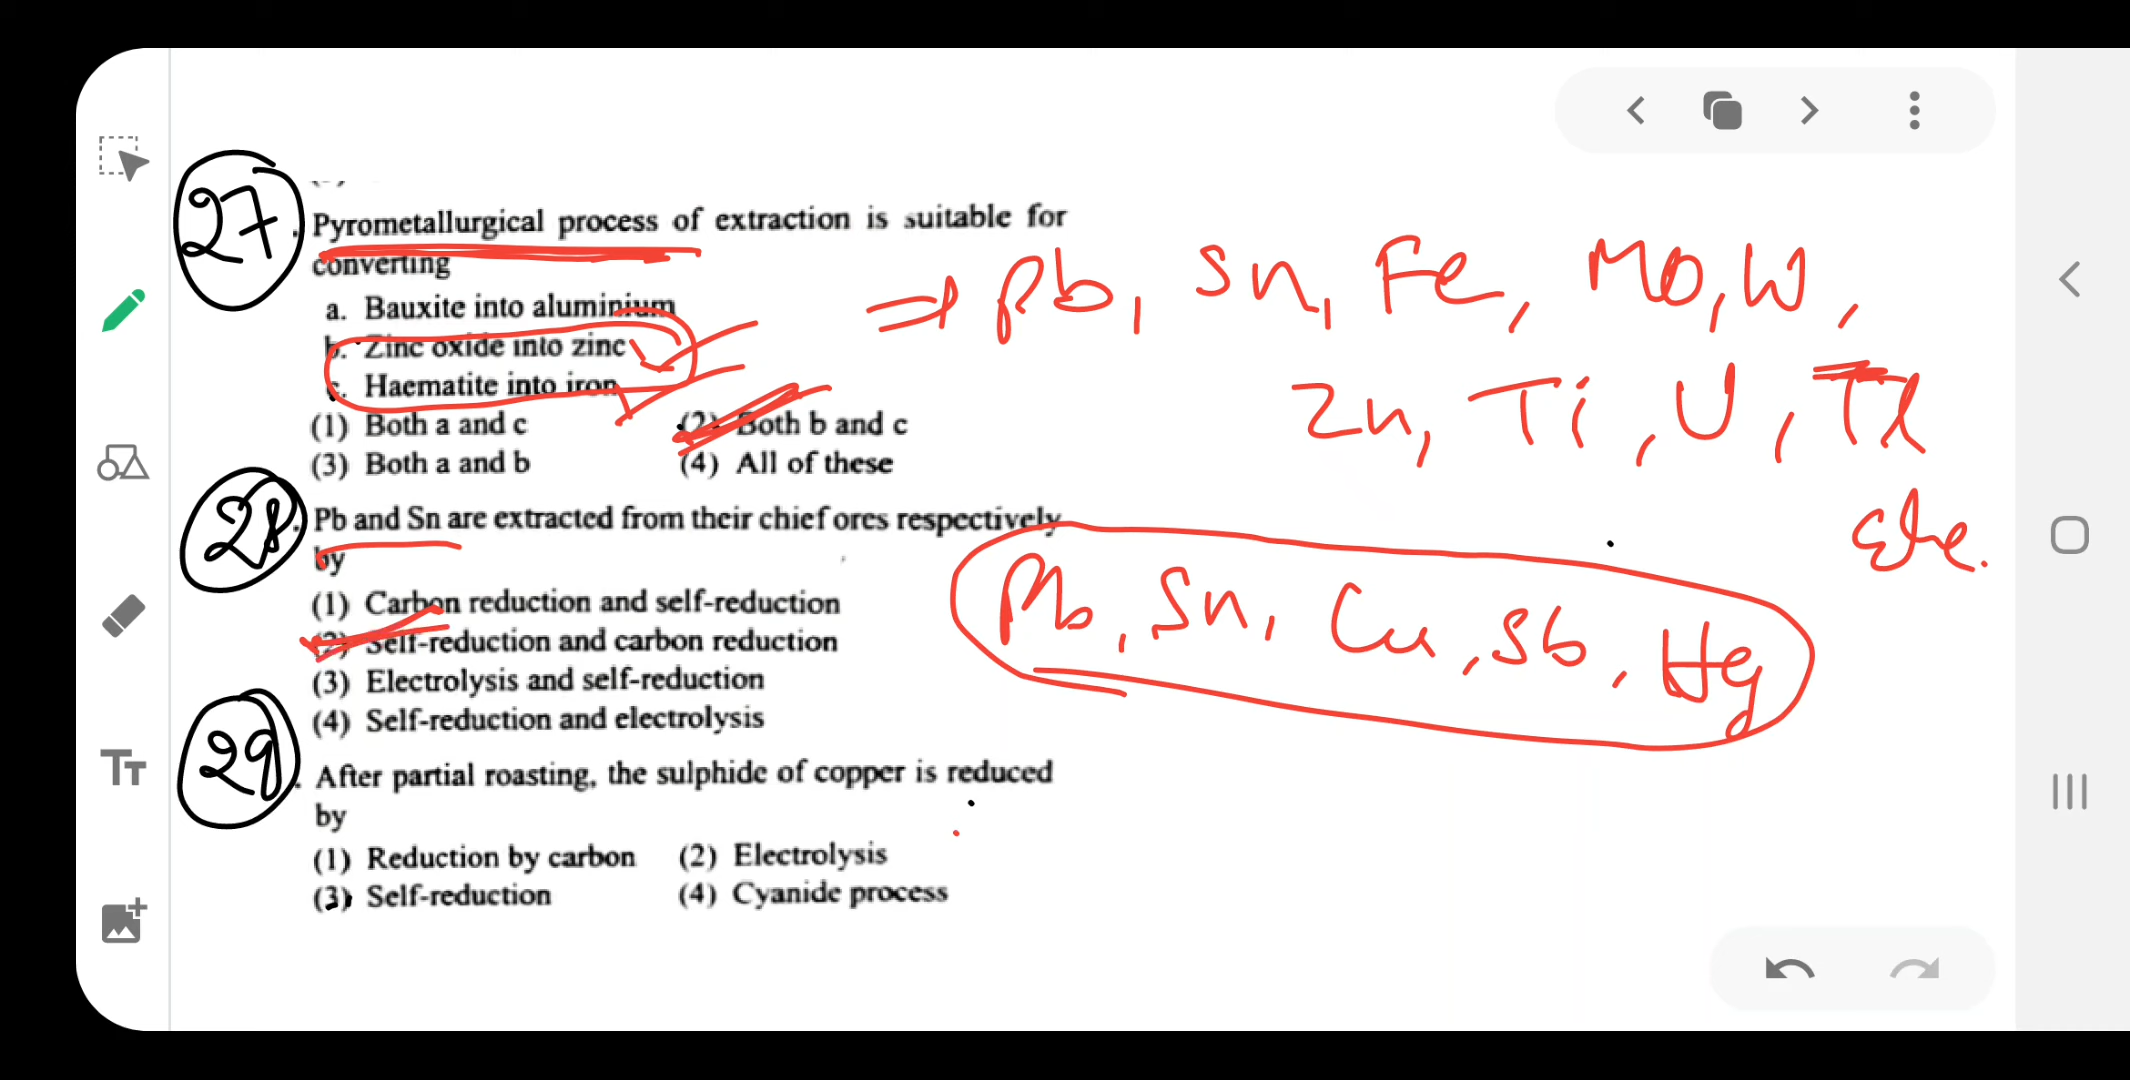 27
. Pyrometallurgical process of extraction is suitable for
converting
a. Bauxite into aluminium
b. Zinc oxide into zinc
c. Haematite into iron
(1) Both a and c (2) Both b and c
(3) Both a and b (4) All of these
⇒ Pb, Sn, Fe, Mo, W,
Zn, Ti, U, Tl
etc.
28
. Pb and Sn are extracted from their chief ores respectively
by
(1) Carbon reduction and self-reduction
(2) Self-reduction and carbon reduction
(3) Electrolysis and self-reduction
(4) Self-reduction and electrolysis
Pb, Sn, Cu, Sb, Hg
29
. After partial roasting, the sulphide of copper is reduced
by
(1) Reduction by carbon (2) Electrolysis
(3) Self-reduction (4) Cyanide process
TT